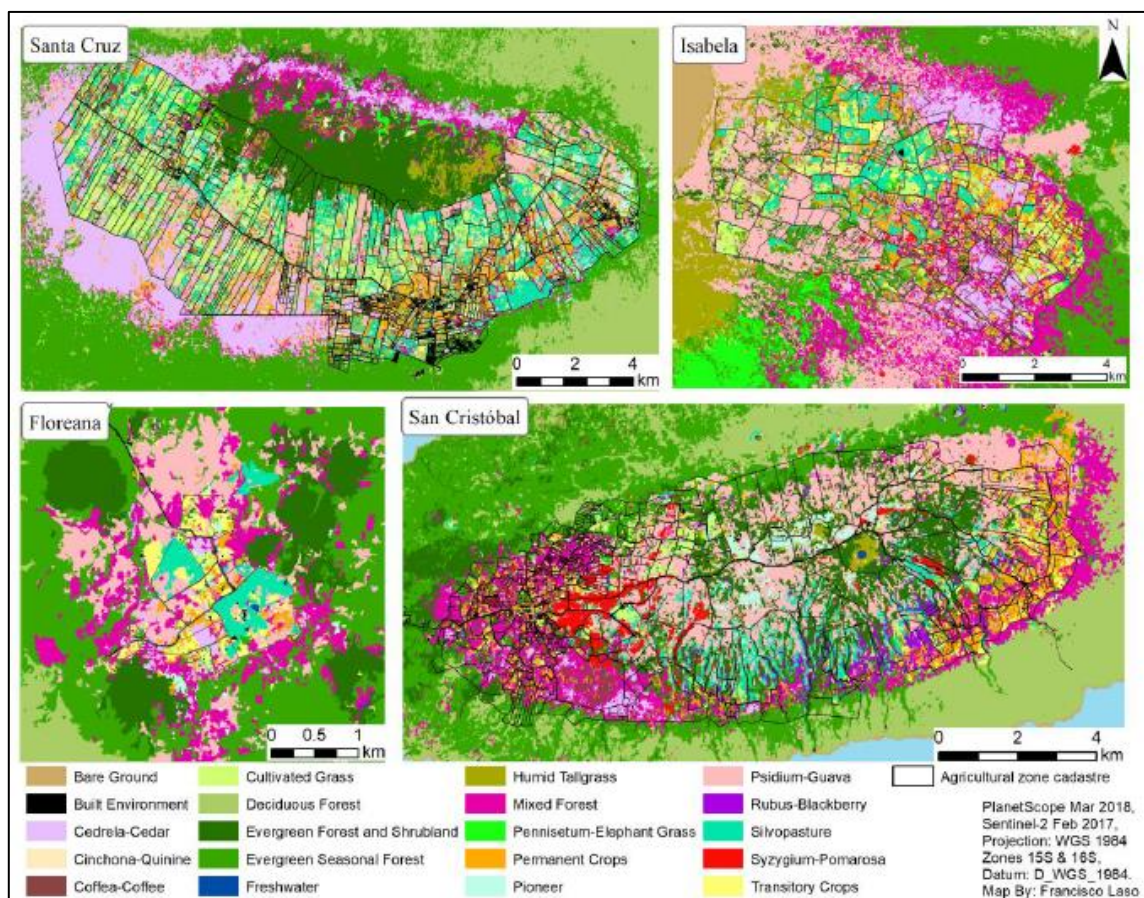 Santa Cruz
0 2 4
km
Isabela
N
0 2 4
km
Floreana
0 0.5 1
km
San Cristóbal
0 2 4
km
Bare Ground
Built Environment
Cedrela-Cedar
Cinchona-Quinine
Coffea-Coffee
Cultivated Grass
Deciduous Forest
Evergreen Forest and Shrubland
Evergreen Seasonal Forest
Freshwater
Humid Tallgrass
Mixed Forest
Pennisetum-Elephant Grass
Permanent Crops
Pioneer
Psidium-Guava
Rubus-Blackberry
Silvopasture
Syzygium-Pomarosa
Transitory Crops
Agricultural zone cadastre
PlanetScope Mar 2018,
Sentinel-2 Feb 2017,
Projection: WGS 1984
Zones 15S & 16S,
Datum: D_WGS_1984.
Map By: Francisco Laso